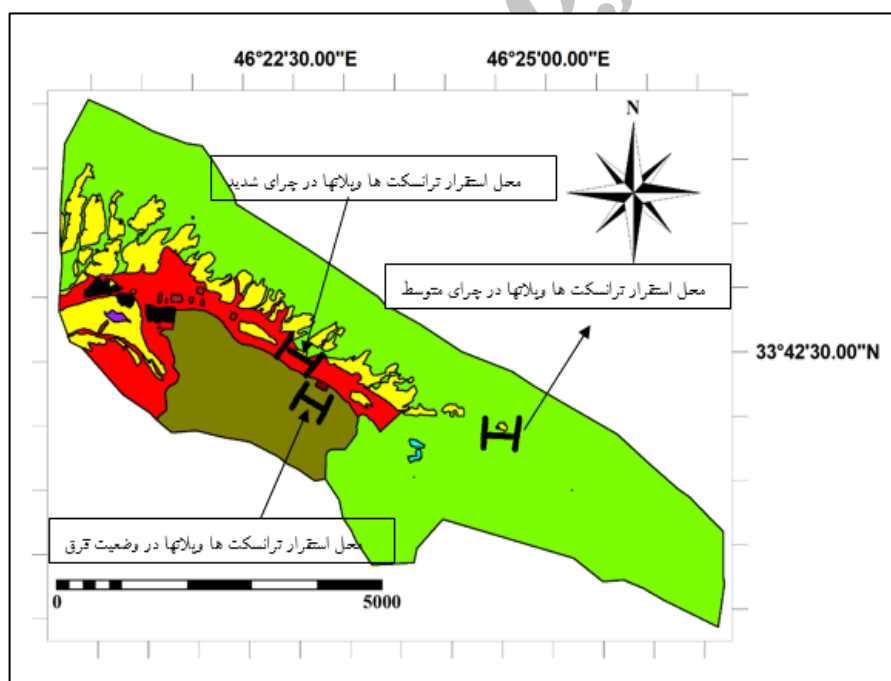 46°22'30.00"E
46°25'00.00"E
N
محل استقرار ترانسکت ها وپلاتها در چرای شدید
محل استقرار ترانسکت ها وپلاتها در چرای متوسط
33°42'30.00"N
محل استقرار ترانسکت ها وپلاتها در وضعیت قرق
0
5000